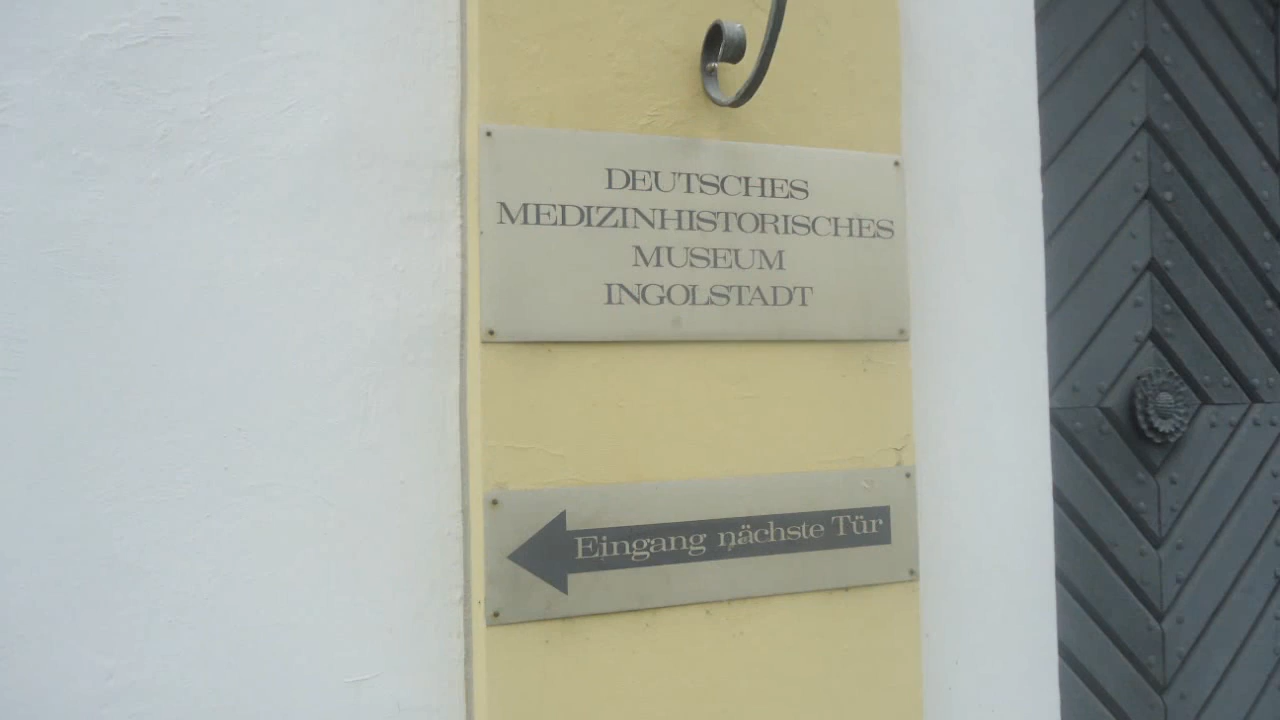 DEUTSCHES
MEDIZINHISTORISCHES
MUSEUM
INGOLSTADT
Eingang nächste Tür